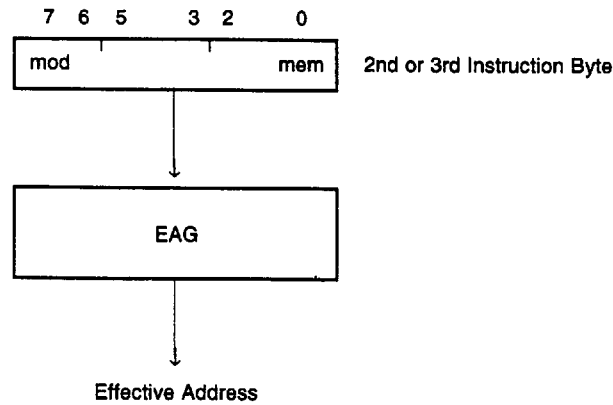 7 6 5 3 2 0
mod mem 2nd or 3rd Instruction Byte
EAG
Effective Address